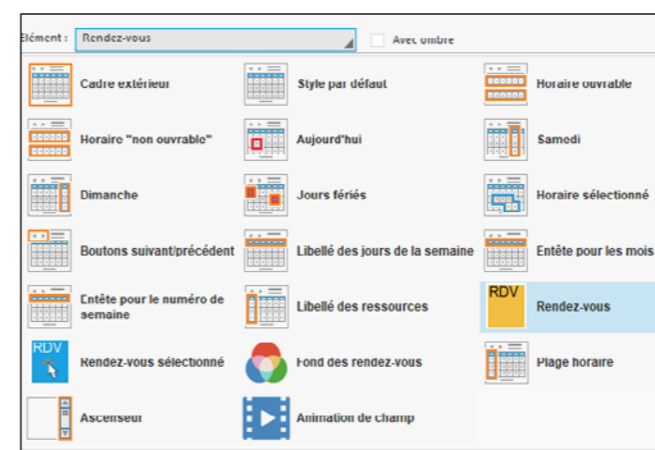 Elément : Rendez-vous Avec ombre
Cadre extérieur Style par défaut Horaire ouvrable
Horaire "non ouvrable" Aujourd'hui Samedi
Dimanche Jours fériés Horaire sélectionné
Boutons suivant/précédent Libellé des jours de la semaine Entête pour les mois
Entête pour le numéro de
semaine Libellé des ressources RDV Rendez-vous
RDV Rendez-vous sélectionné Fond des rendez-vous Plage horaire
Ascenseur Animation de champ